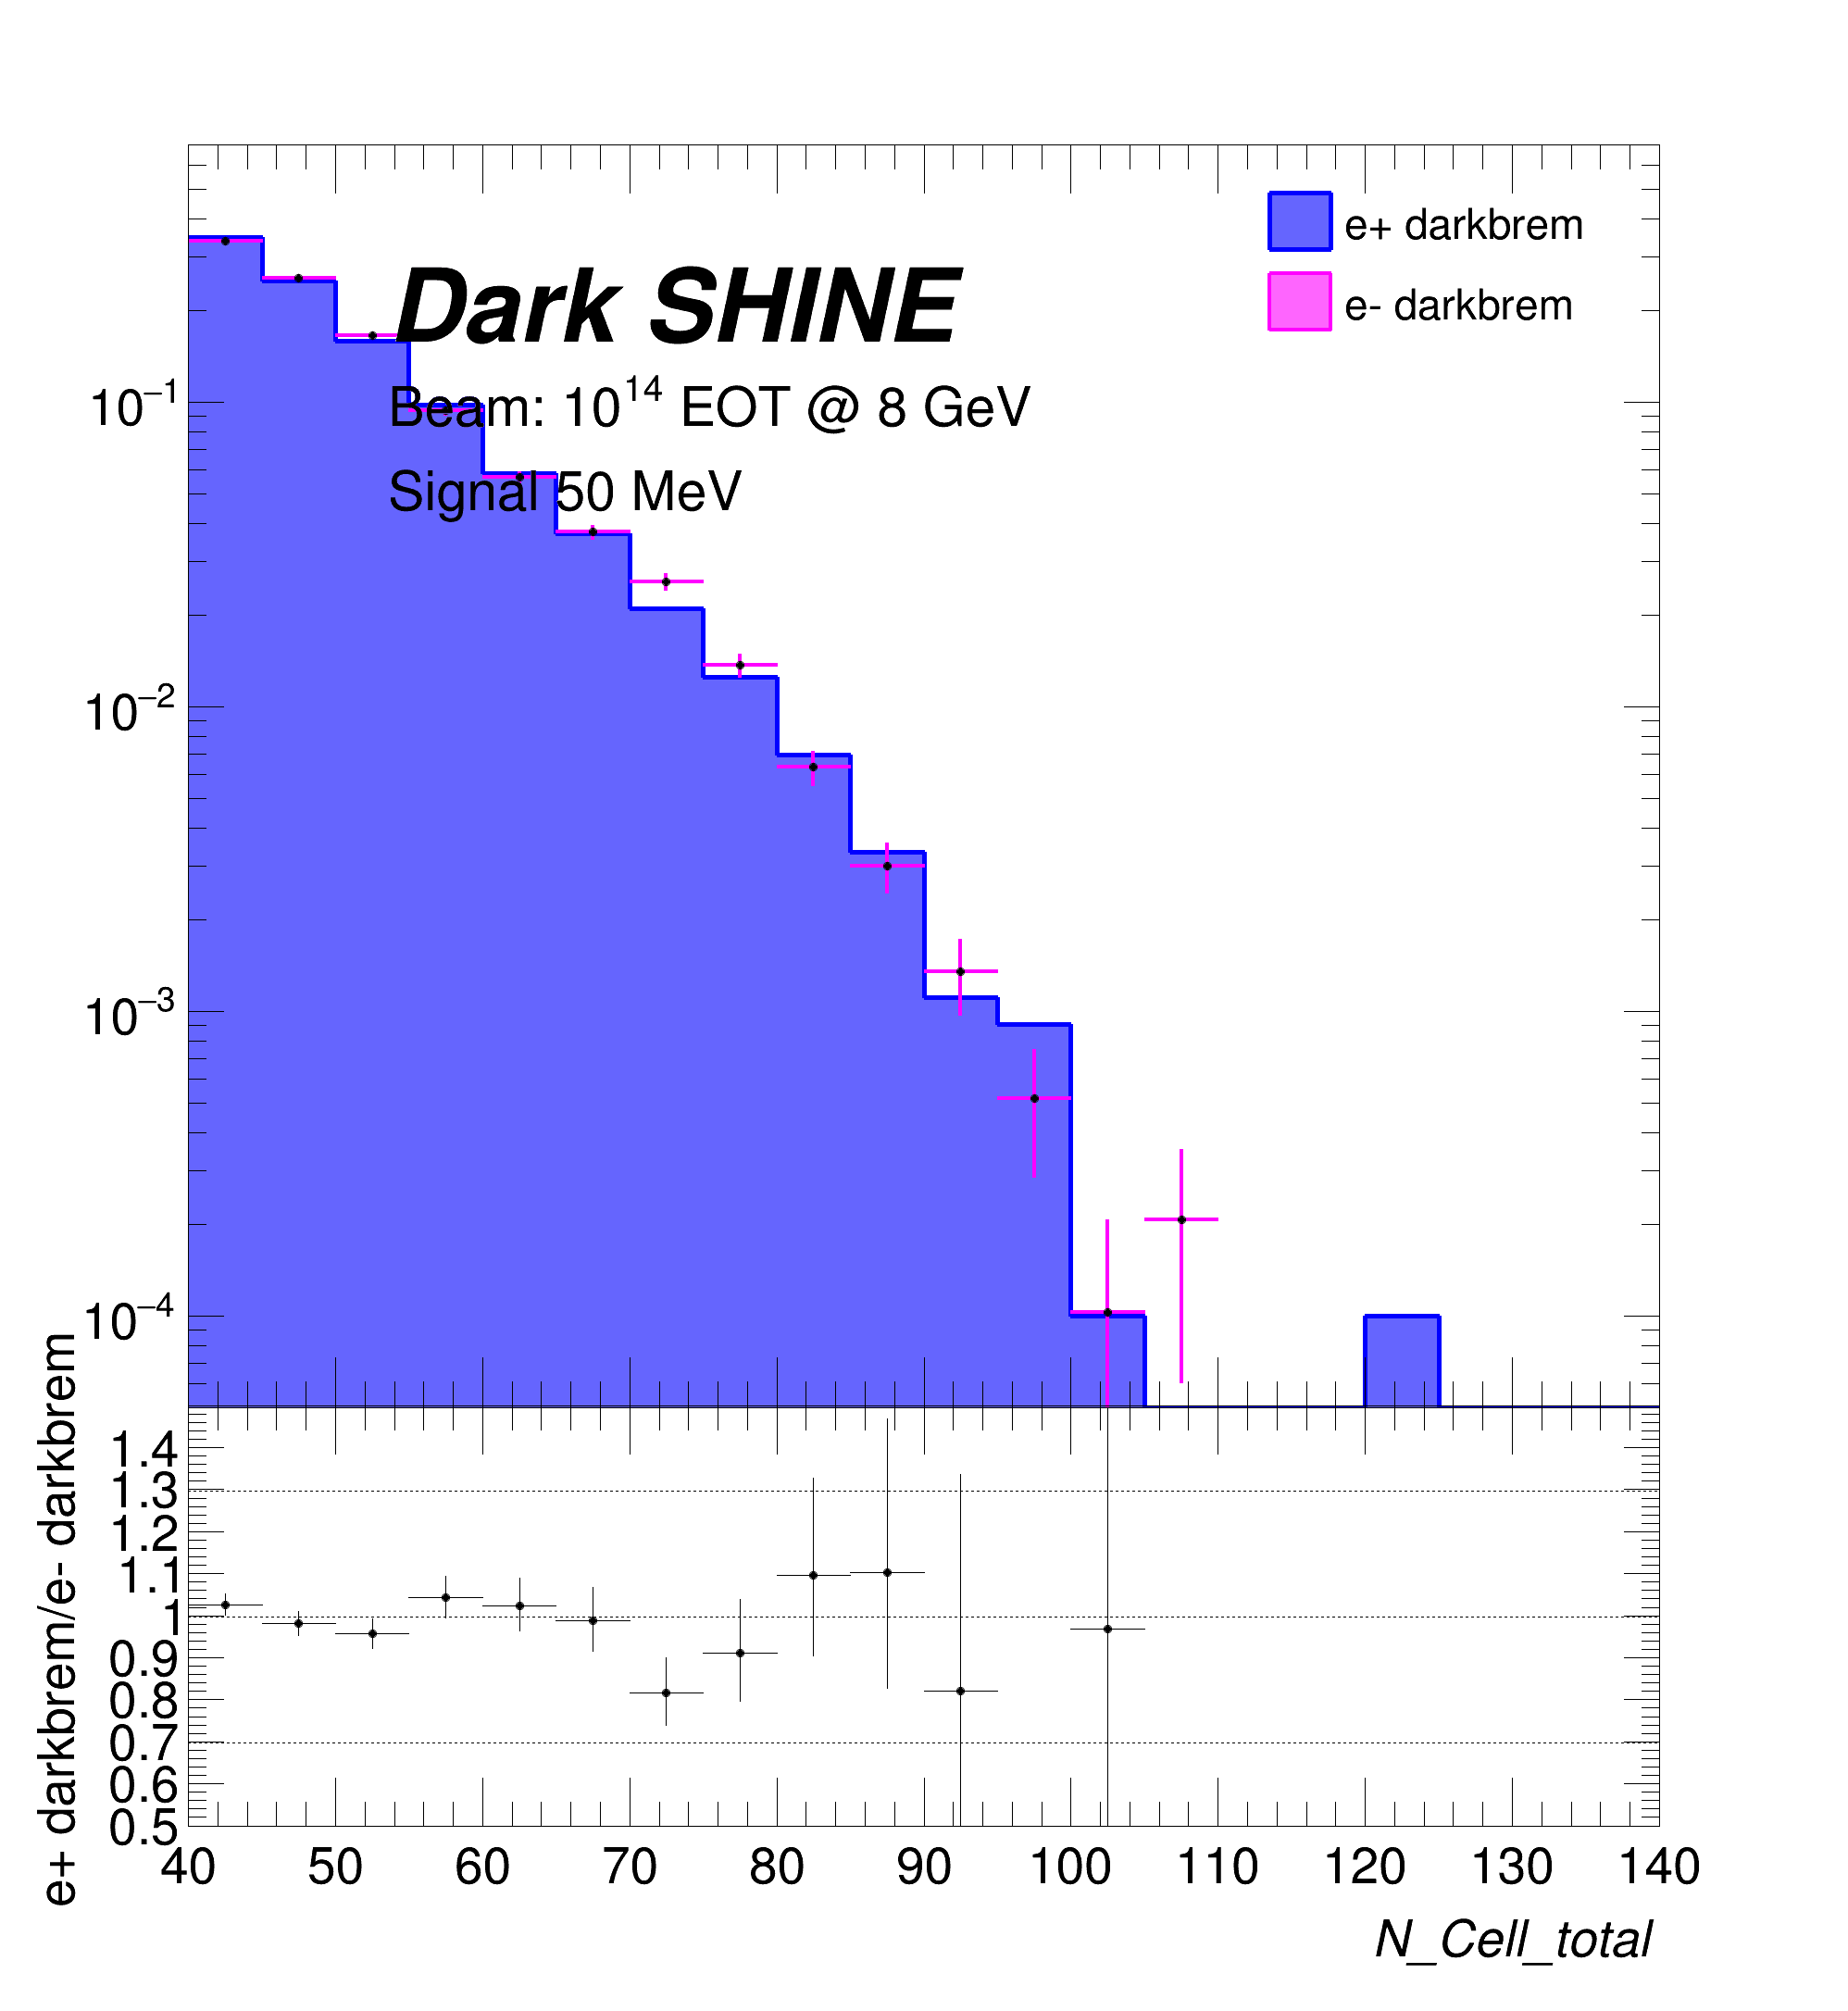 e+ darkbrem
e- darkbrem
Dark SHINE
Beam: 10^14 EOT @ 8 GeV
Signal 50 MeV
10^−1
10^−2
10^−3
10^−4
e+ darkbrem/e- darkbrem
1.4
1.3
1.2
1.1
1
0.9
0.8
0.7
0.6
0.5
40 50 60 70 80 90 100 110 120 130 140
N_Cell_total